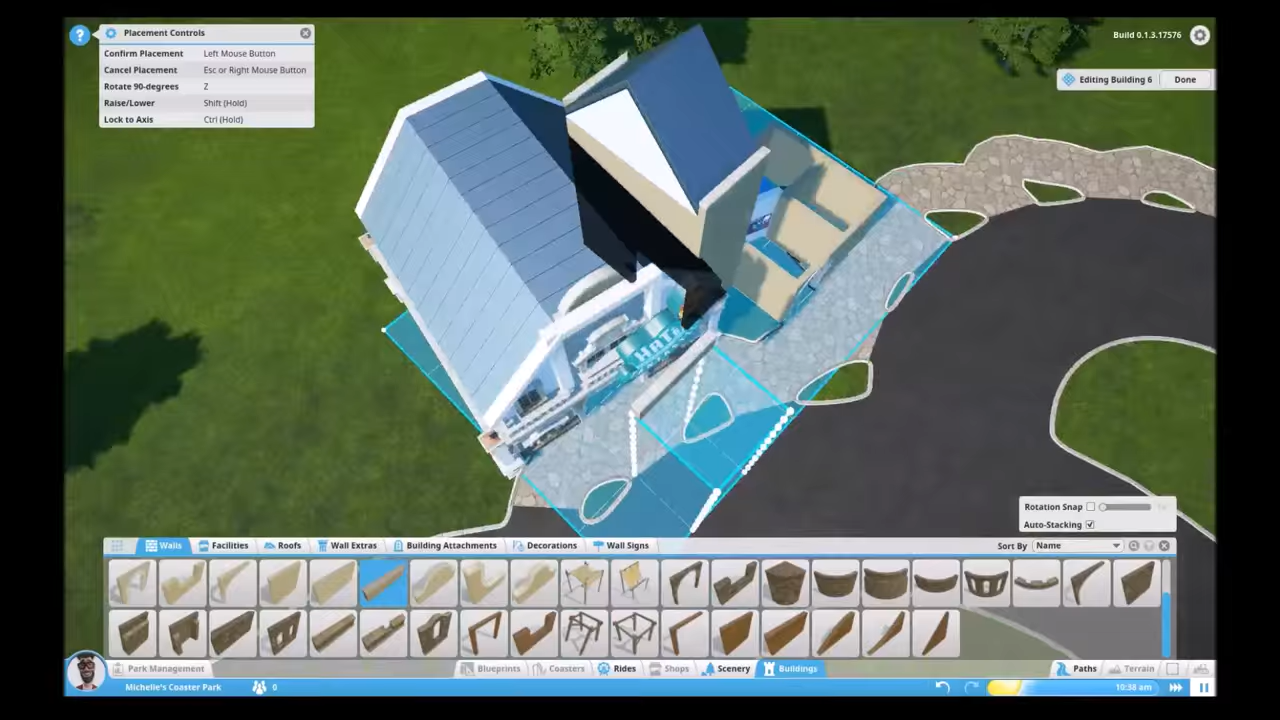 Placement Controls
Confirm Placement Left Mouse Button
Cancel Placement Esc or Right Mouse Button
Rotate 90-degrees Z
Raise/Lower Shift (Hold)
Lock to Axis Ctrl (Hold)
Build 0.1.3.17576
Editing Building 6 Done
HATS
Rotation Snap
Auto-Stacking
Walls Facilities Roofs Wall Extras Building Attachments Decorations Wall Signs Sort By Name
Park Management Blueprints Coasters Rides Shops Scenery Buildings Paths Terrain
Michelle's Coaster Park 0 10:38 am